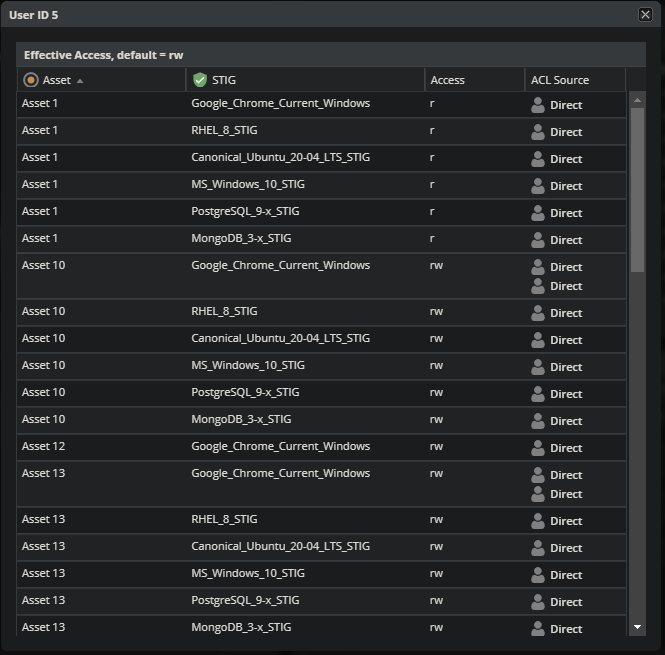 User ID 5
Effective Access, default = rw
Asset STIG Access ACL Source
Asset 1 Google_Chrome_Current_Windows r Direct
Asset 1 RHEL_8_STIG r Direct
Asset 1 Canonical_Ubuntu_20-04_LTS_STIG r Direct
Asset 1 MS_Windows_10_STIG r Direct
Asset 1 PostgreSQL_9-x_STIG r Direct
Asset 1 MongoDB_3-x_STIG r Direct
Asset 10 Google_Chrome_Current_Windows rw Direct
Direct
Asset 10 RHEL_8_STIG rw Direct
Asset 10 Canonical_Ubuntu_20-04_LTS_STIG rw Direct
Asset 10 MS_Windows_10_STIG rw Direct
Asset 10 PostgreSQL_9-x_STIG rw Direct
Asset 10 MongoDB_3-x_STIG rw Direct
Asset 12 Google_Chrome_Current_Windows rw Direct
Asset 13 Google_Chrome_Current_Windows rw Direct
Direct
Asset 13 RHEL_8_STIG rw Direct
Asset 13 Canonical_Ubuntu_20-04_LTS_STIG rw Direct
Asset 13 MS_Windows_10_STIG rw Direct
Asset 13 PostgreSQL_9-x_STIG rw Direct
Asset 13 MongoDB_3-x_STIG rw Direct